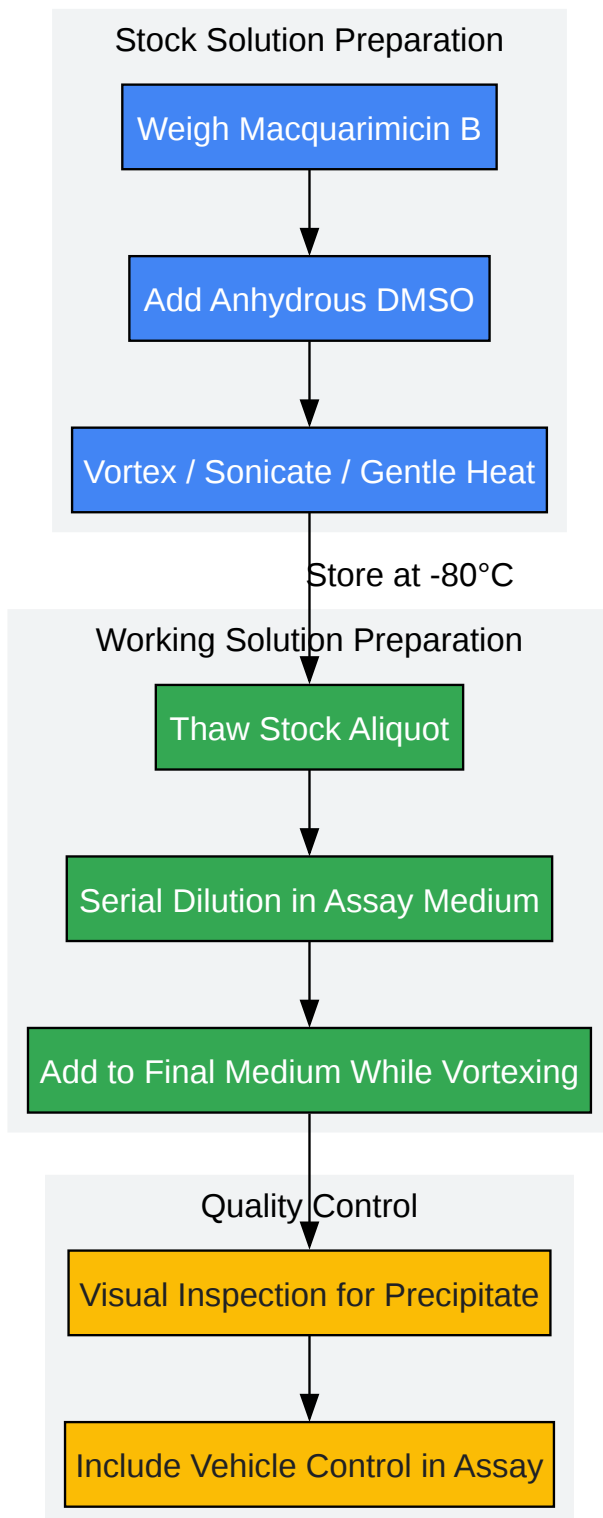 Stock Solution Preparation
Weigh Macquarimicin B
Add Anhydrous DMSO
Vortex / Sonicate / Gentle Heat
Store at -80°C
Working Solution Preparation
Thaw Stock Aliquot
Serial Dilution in Assay Medium
Add to Final Medium While Vortexing
Quality Control
Visual Inspection for Precipitate
Include Vehicle Control in Assay